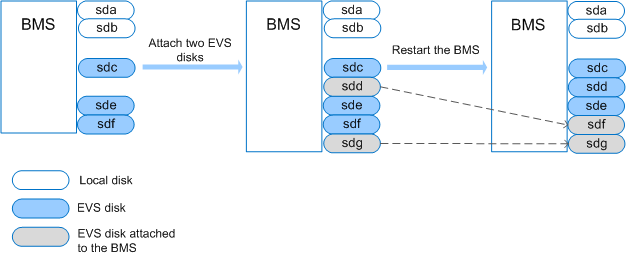 BMS
sda
sdb
sdc
sde
sdf
Attach two EVS
disks
BMS
sda
sdb
sdc
sdd
sde
sdf
sdg
Restart the BMS
BMS
sda
sdb
sdc
sdd
sde
sdf
sdg
Local disk
EVS disk
EVS disk attached
to the BMS